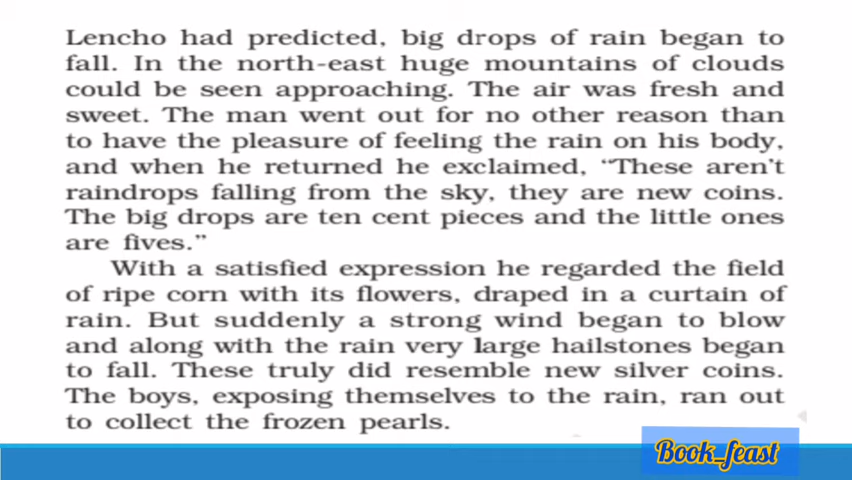 Lencho had predicted, big drops of rain began to
fall. In the north-east huge mountains of clouds
could be seen approaching. The air was fresh and
sweet. The man went out for no other reason than
to have the pleasure of feeling the rain on his body,
and when he returned he exclaimed, “These aren’t
raindrops falling from the sky, they are new coins.
The big drops are ten cent pieces and the little ones
are fives.”
With a satisfied expression he regarded the field
of ripe corn with its flowers, draped in a curtain of
rain. But suddenly a strong wind began to blow
and along with the rain very large hailstones began
to fall. These truly did resemble new silver coins.
The boys, exposing themselves to the rain, ran out
to collect the frozen pearls.
Book_feast